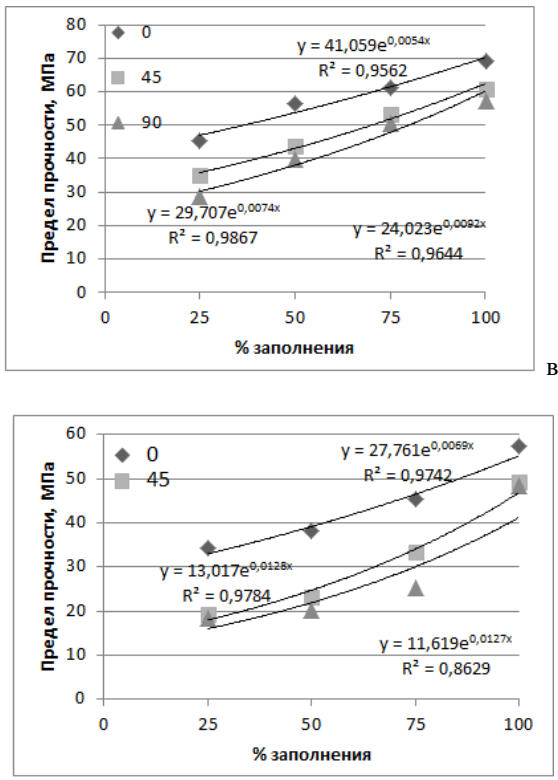 80
70
60
50
40
30
20
10
0
Предел прочности, МПа
0
45
90
y = 41,059e^0,0054x
R² = 0,9562
y = 29,707e^0,0074x
R² = 0,9867
y = 24,023e^0,0092x
R² = 0,9644
0 25 50 75 100
% заполнения
в
60
50
40
30
20
10
0
Предел прочности, МПа
0
45
y = 27,761e^0,0069x
R² = 0,9742
y = 13,017e^0,0128x
R² = 0,9784
y = 11,619e^0,0127x
R² = 0,8629
0 25 50 75 100
% заполнения